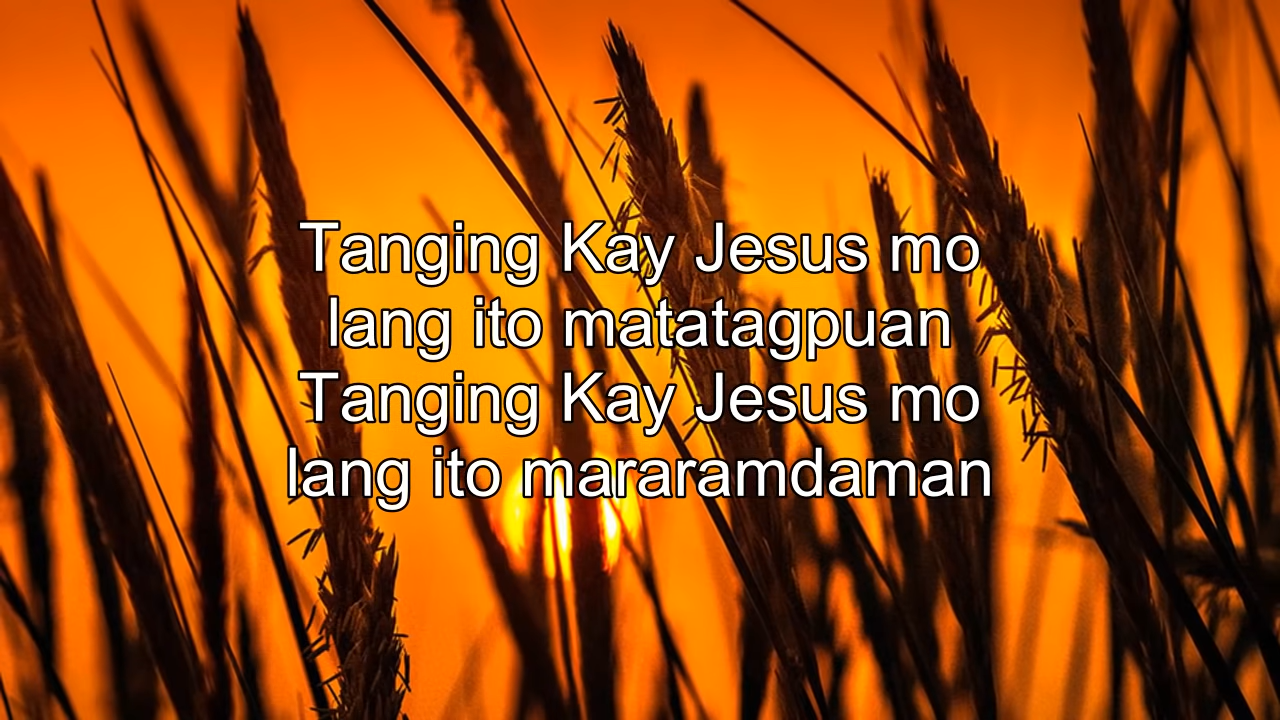 Tanging Kay Jesus mo
lang ito matatagpuan
Tanging Kay Jesus mo
lang ito mararamdaman